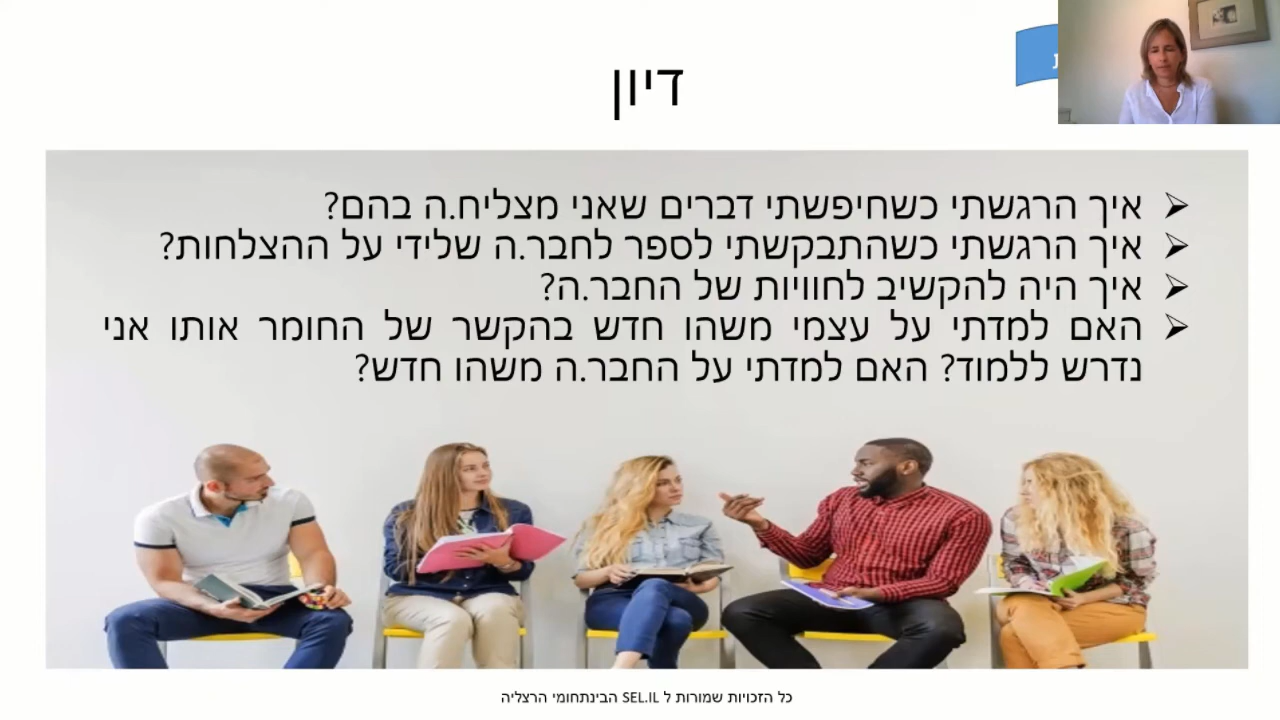 דיון
➢ איך הרגשתי כשחיפשתי דברים שאני מצליח.ה בהם?
➢ איך הרגשתי כשהתבקשתי לספר לחבר.ה שלידי על ההצלחות?
➢ איך היה להקשיב לחוויות של החבר.ה?
➢ האם למדתי על עצמי משהו חדש בהקשר של החומר אותו אני
נדרש ללמוד? האם למדתי על החבר.ה משהו חדש?
כל הזכויות שמורות ל SEL.IL הבינתחומי הרצליה